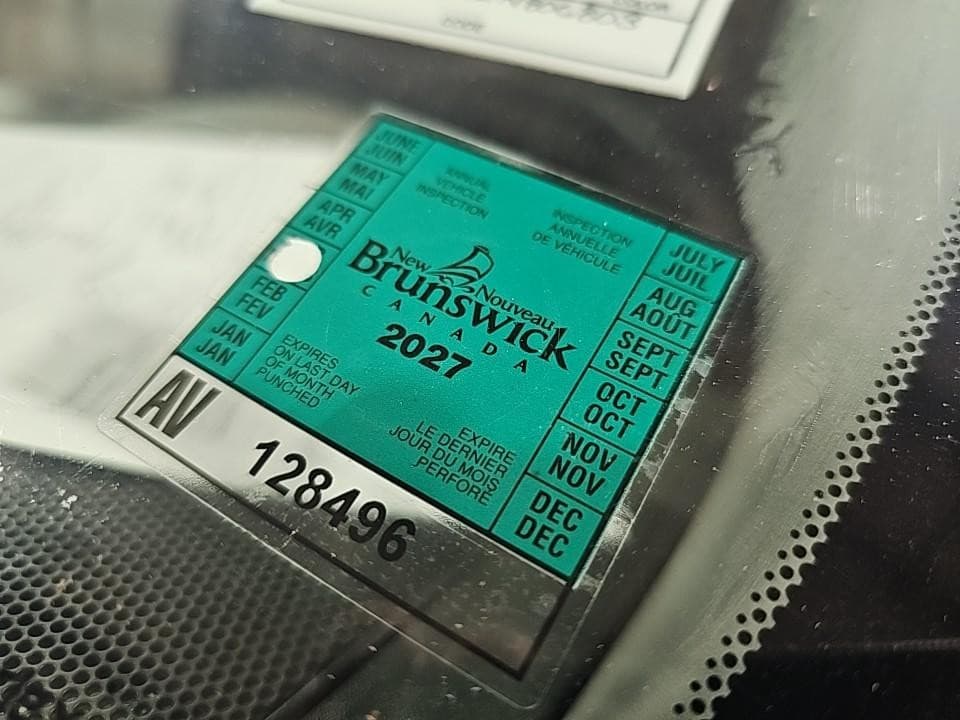 JUNE
JUIN
MAY
MAI
APR
AVR
FEB
FEV
JAN
JAN
ANNUAL
VEHICLE
INSPECTION
INSPECTION
ANNUELLE
DE VÉHICULE
New Nouveau
Brunswick
CANADA
2027
EXPIRES
ON LAST DAY
OF MONTH
PUNCHED
EXPIRE
LE DERNIER
JOUR DU MOIS
PERFORÉ
JULY
JUIL
AUG
AOÛT
SEPT
SEPT
OCT
OCT
NOV
NOV
DEC
DEC
AV 128496